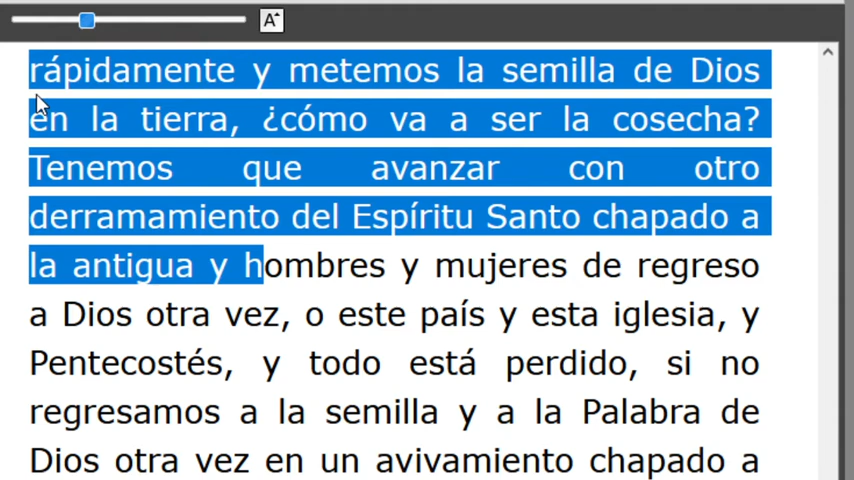 A
rápidamente y metemos la semilla de Dios
en la tierra, ¿cómo va a ser la cosecha?
Tenemos que avanzar con otro
derramamiento del Espíritu Santo chapado a
la antigua y hombres y mujeres de regreso
a Dios otra vez, o este país y esta iglesia, y
Pentecostés, y todo está perdido, si no
regresamos a la semilla y a la Palabra de
Dios otra vez en un avivamiento chapado a